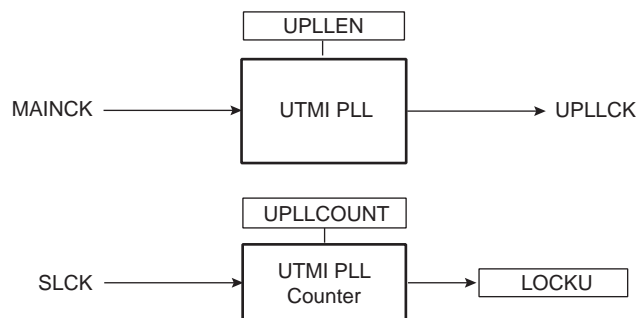 UPLLEN
MAINCK
UTMI PLL
UPLLCK
UPLLCOUNT
SLCK
UTMI PLL
Counter
LOCKU